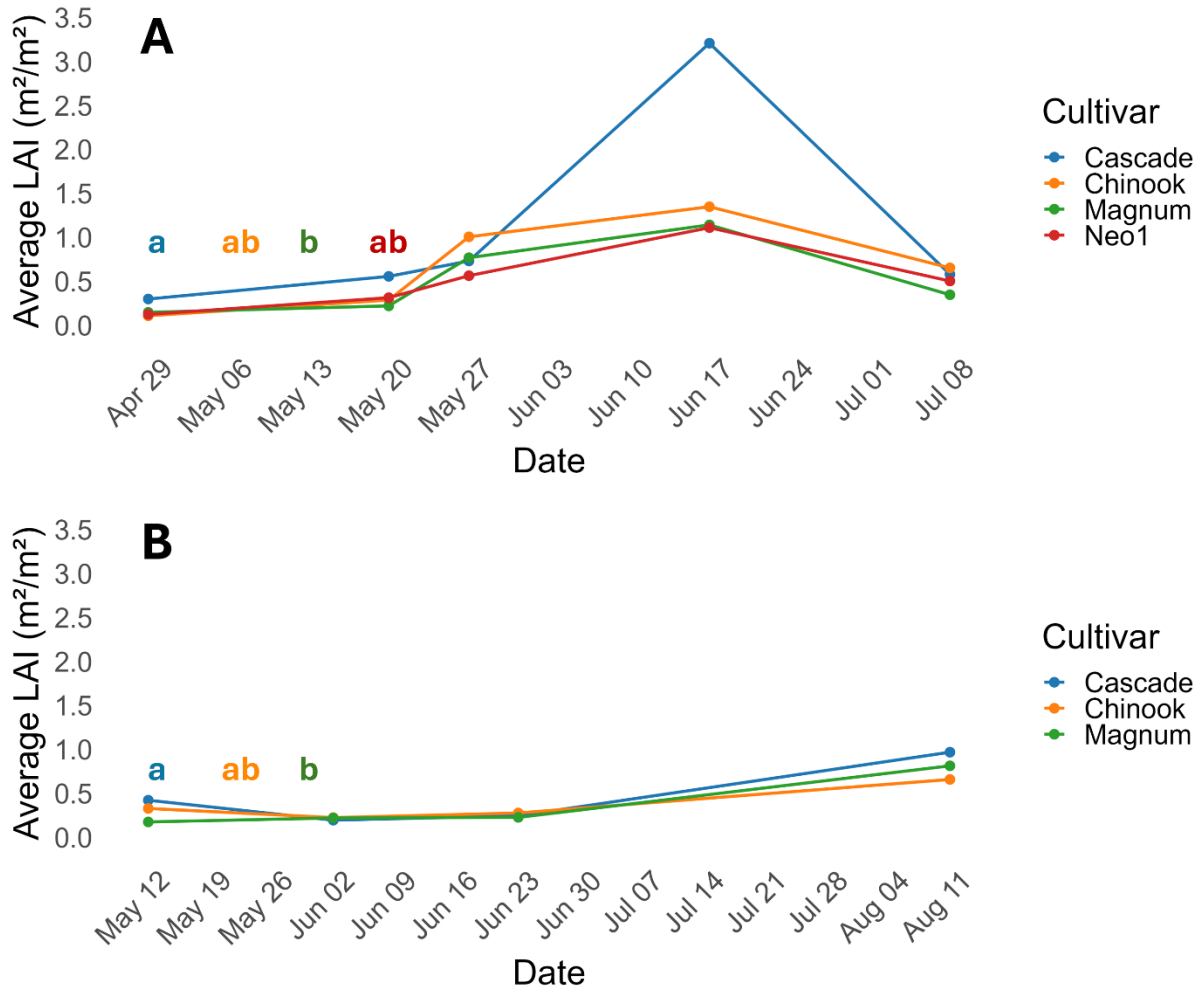 A
Average LAI (m²/m²)
3.5
3.0
2.5
2.0
1.5
1.0
0.5
0.0
a ab b ab
Apr 29 May 06 May 13 May 20 May 27 Jun 03 Jun 10 Jun 17 Jun 24 Jul 01 Jul 08
Date
Cultivar
Cascade
Chinook
Magnum
Neo1
B
Average LAI (m²/m²)
3.5
3.0
2.5
2.0
1.5
1.0
0.5
0.0
a ab b
May 12 May 19 May 26 Jun 02 Jun 09 Jun 16 Jun 23 Jun 30 Jul 07 Jul 14 Jul 21 Jul 28 Aug 04 Aug 11
Date
Cultivar
Cascade
Chinook
Magnum